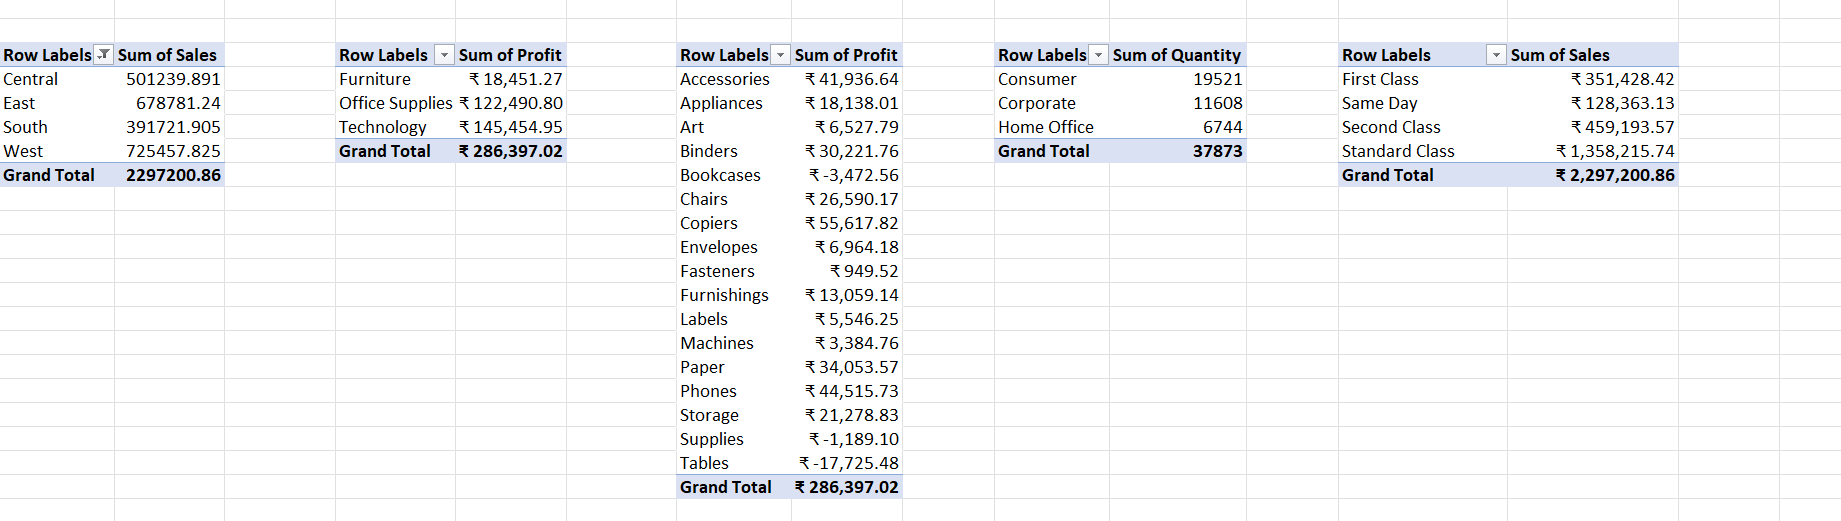 Row Labels Sum of Sales
Central 501239.891
East 678781.24
South 391721.905
West 725457.825
Grand Total 2297200.86
Row Labels Sum of Profit
Furniture ₹ 18,451.27
Office Supplies ₹ 122,490.80
Technology ₹ 145,454.95
Grand Total ₹ 286,397.02
Row Labels Sum of Profit
Accessories ₹ 41,936.64
Appliances ₹ 18,138.01
Art ₹ 6,527.79
Binders ₹ 30,221.76
Bookcases ₹ -3,472.56
Chairs ₹ 26,590.17
Copiers ₹ 55,617.82
Envelopes ₹ 6,964.18
Fasteners ₹ 949.52
Furnishings ₹ 13,059.14
Labels ₹ 5,546.25
Machines ₹ 3,384.76
Paper ₹ 34,053.57
Phones ₹ 44,515.73
Storage ₹ 21,278.83
Supplies ₹ -1,189.10
Tables ₹ -17,725.48
Grand Total ₹ 286,397.02
Row Labels Sum of Quantity
Consumer 19521
Corporate 11608
Home Office 6744
Grand Total 37873
Row Labels Sum of Sales
First Class ₹ 351,428.42
Same Day ₹ 128,363.13
Second Class ₹ 459,193.57
Standard Class ₹ 1,358,215.74
Grand Total ₹ 2,297,200.86